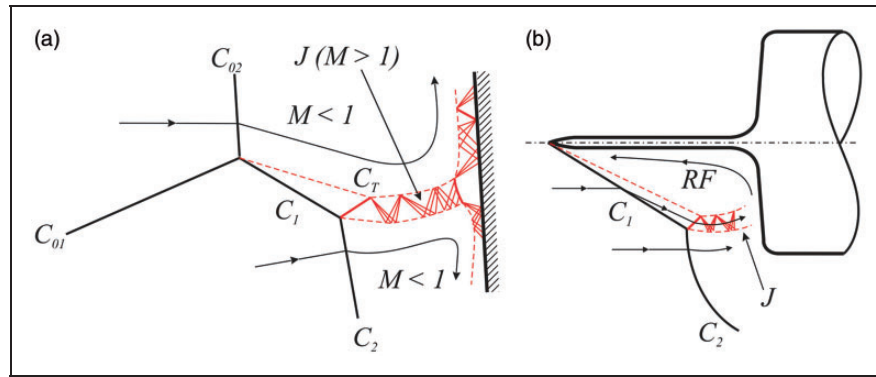 (a)
C02
J (M > 1)
M < 1
CT
C1
C01
M < 1
C2
(b)
RF
C1
J
C2